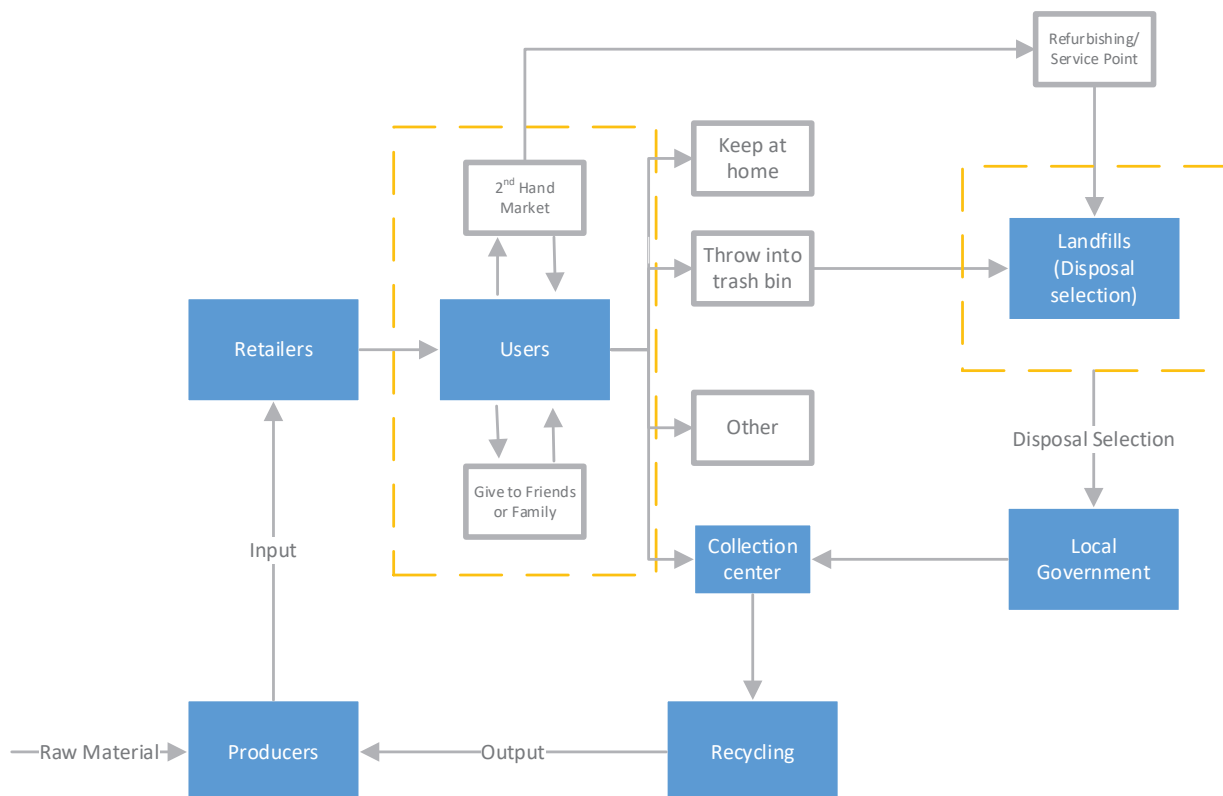 Refurbishing/
Service Point
Keep at
home
2nd Hand
Market
Throw into
trash bin
Landfills
(Disposal
selection)
Retailers
Users
Other
Disposal Selection
Give to Friends
or Family
Input
Collection
center
Local
Government
Raw Material
Producers
Output
Recycling